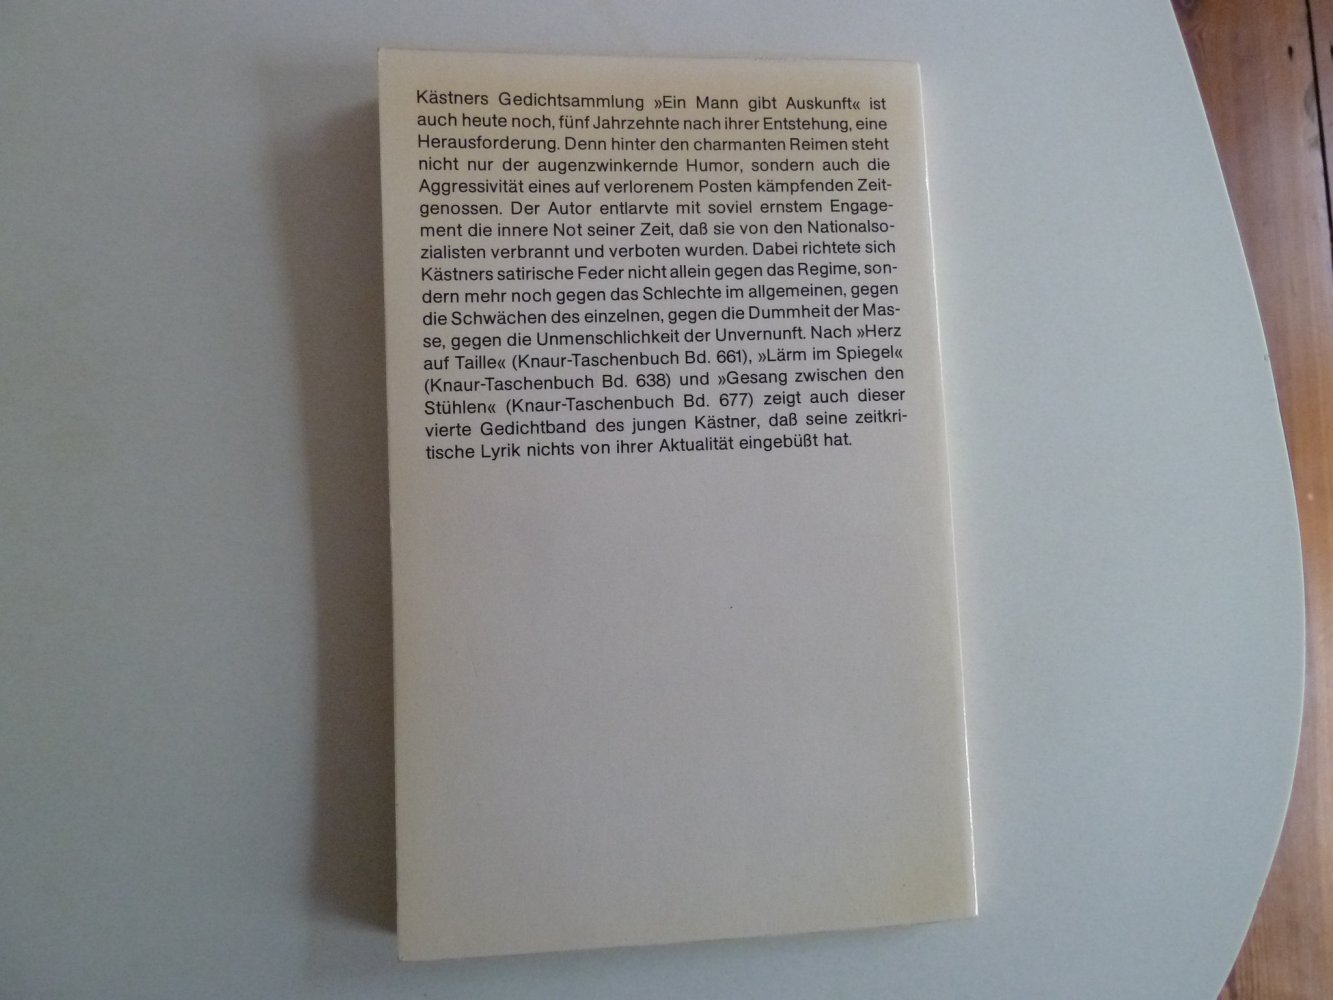 Kästners Gedichtsammlung »Ein Mann gibt Auskunft« ist
auch heute noch, fünf Jahrzehnte nach ihrer Entstehung, eine
Herausforderung. Denn hinter den charmanten Reimen steht
nicht nur der augenzwinkernde Humor, sondern auch die
Aggressivität eines auf verlorenem Posten kämpfenden Zeit-
genossen. Der Autor entlarvte mit soviel ernstem Engage-
ment die innere Not seiner Zeit, daß sie von den Nationalso-
zialisten verbrannt und verboten wurden. Dabei richtete sich
Kästners satirische Feder nicht allein gegen das Regime, son-
dern mehr noch gegen das Schlechte im allgemeinen, gegen
die Schwächen des einzelnen, gegen die Dummheit der Mas-
se, gegen die Unmenschlichkeit der Unvernunft. Nach »Herz
auf Taille« (Knaur-Taschenbuch Bd. 661), »Lärm im Spiegel«
(Knaur-Taschenbuch Bd. 638) und »Gesang zwischen den
Stühlen« (Knaur-Taschenbuch Bd. 677) zeigt auch dieser
vierte Gedichtband des jungen Kästner, daß seine zeitkri-
tische Lyrik nichts von ihrer Aktualität eingebüßt hat.